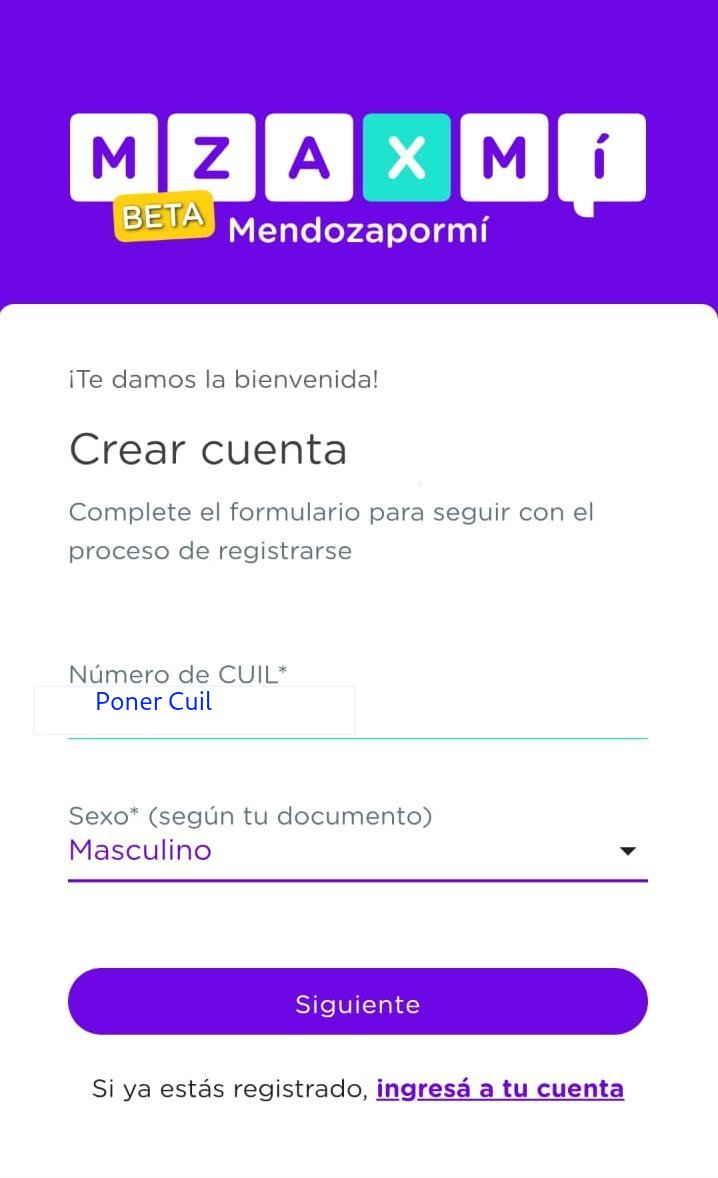 MZAXMí
BETA
Mendozapormí
¡Te damos la bienvenida!
Crear cuenta
Complete el formulario para seguir con el
proceso de registrarse
Número de CUIL*
Poner Cuil
Sexo* (según tu documento)
Masculino
Siguiente
Si ya estás registrado, ingresá a tu cuenta